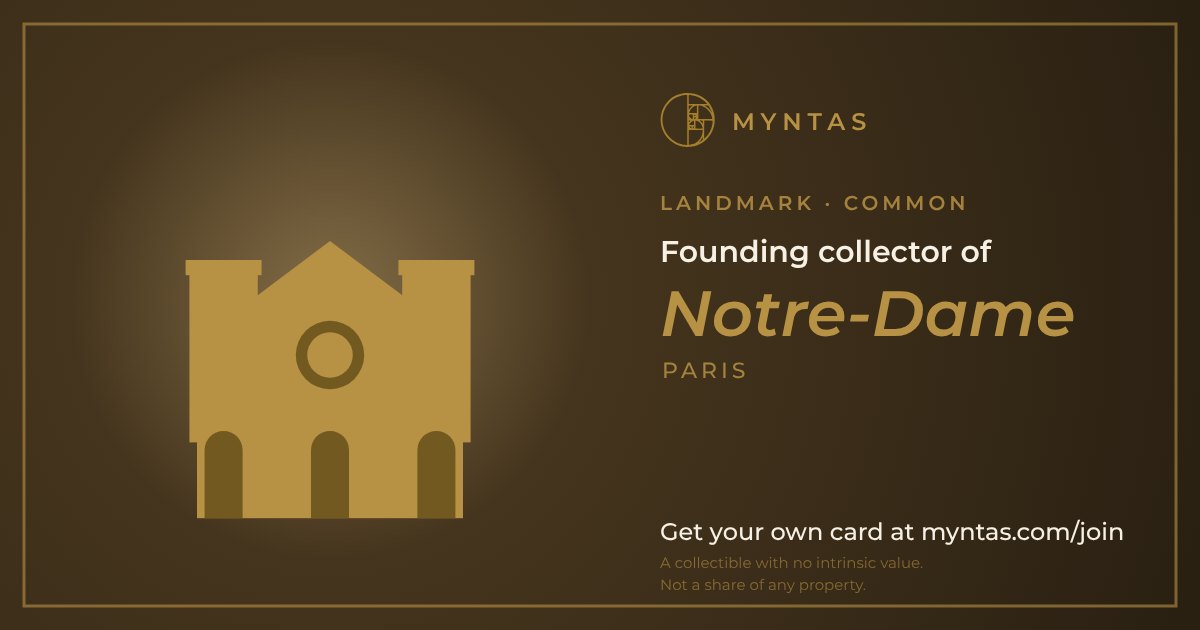 MYNTAS
LANDMARK · COMMON
Founding collector of
Notre-Dame
PARIS
Get your own card at myntas.com/join
A collectible with no intrinsic value.
Not a share of any property.